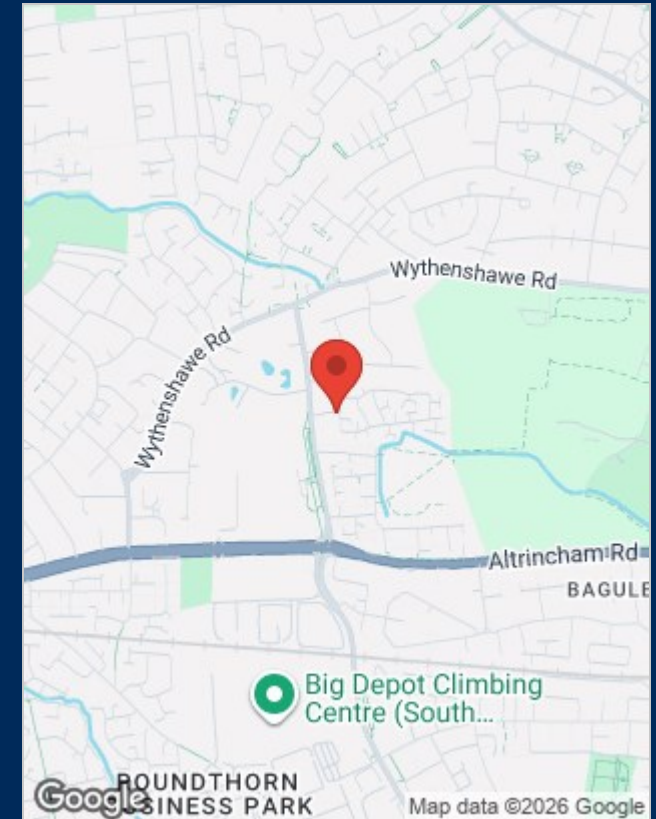 Wythenshawe Rd
Wythenshawe Rd
Altrincham Rd
BAGULE
Big Depot Climbing
Centre (South...
ROUNDTHORN
BUSINESS PARK
Google
Map data ©2026 Google